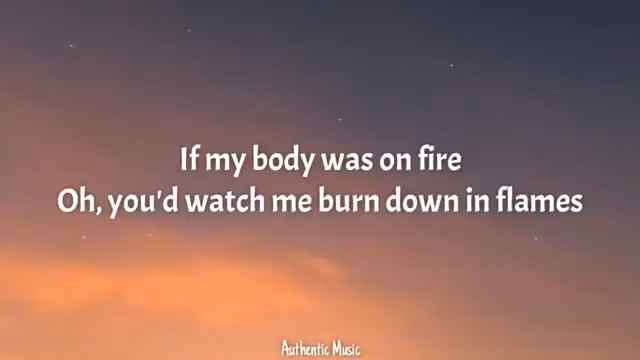 If my body was on fire
Oh, you'd watch me burn down in flames
Authentic Music